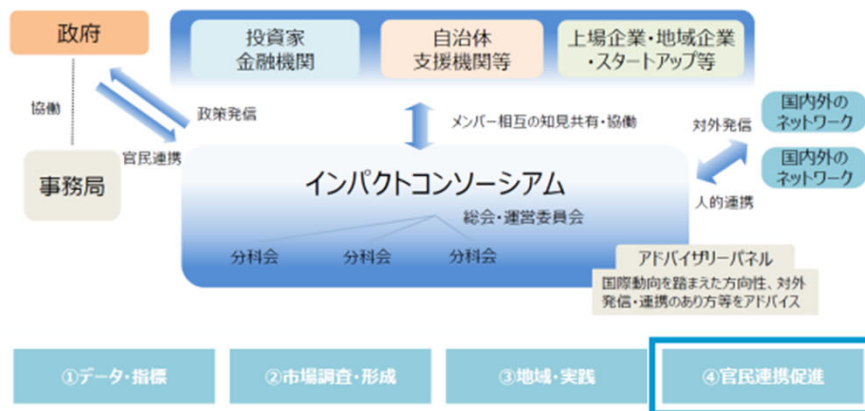 政府
投資家
金融機関
自治体
支援機関等
上場企業・地域企業
・スタートアップ等
協働
政策発信
官民連携
メンバー相互の知見共有・協働
対外発信
国内外の
ネットワーク
国内外の
ネットワーク
人的連携
事務局
インパクトコンソーシアム
総会・運営委員会
分科会
分科会
分科会
アドバイザリーパネル
国際動向を踏まえた方向性、対外
発信・連携のあり方等をアドバイス
①データ・指標
②市場調査・形成
③地域・実践
④官民連携促進